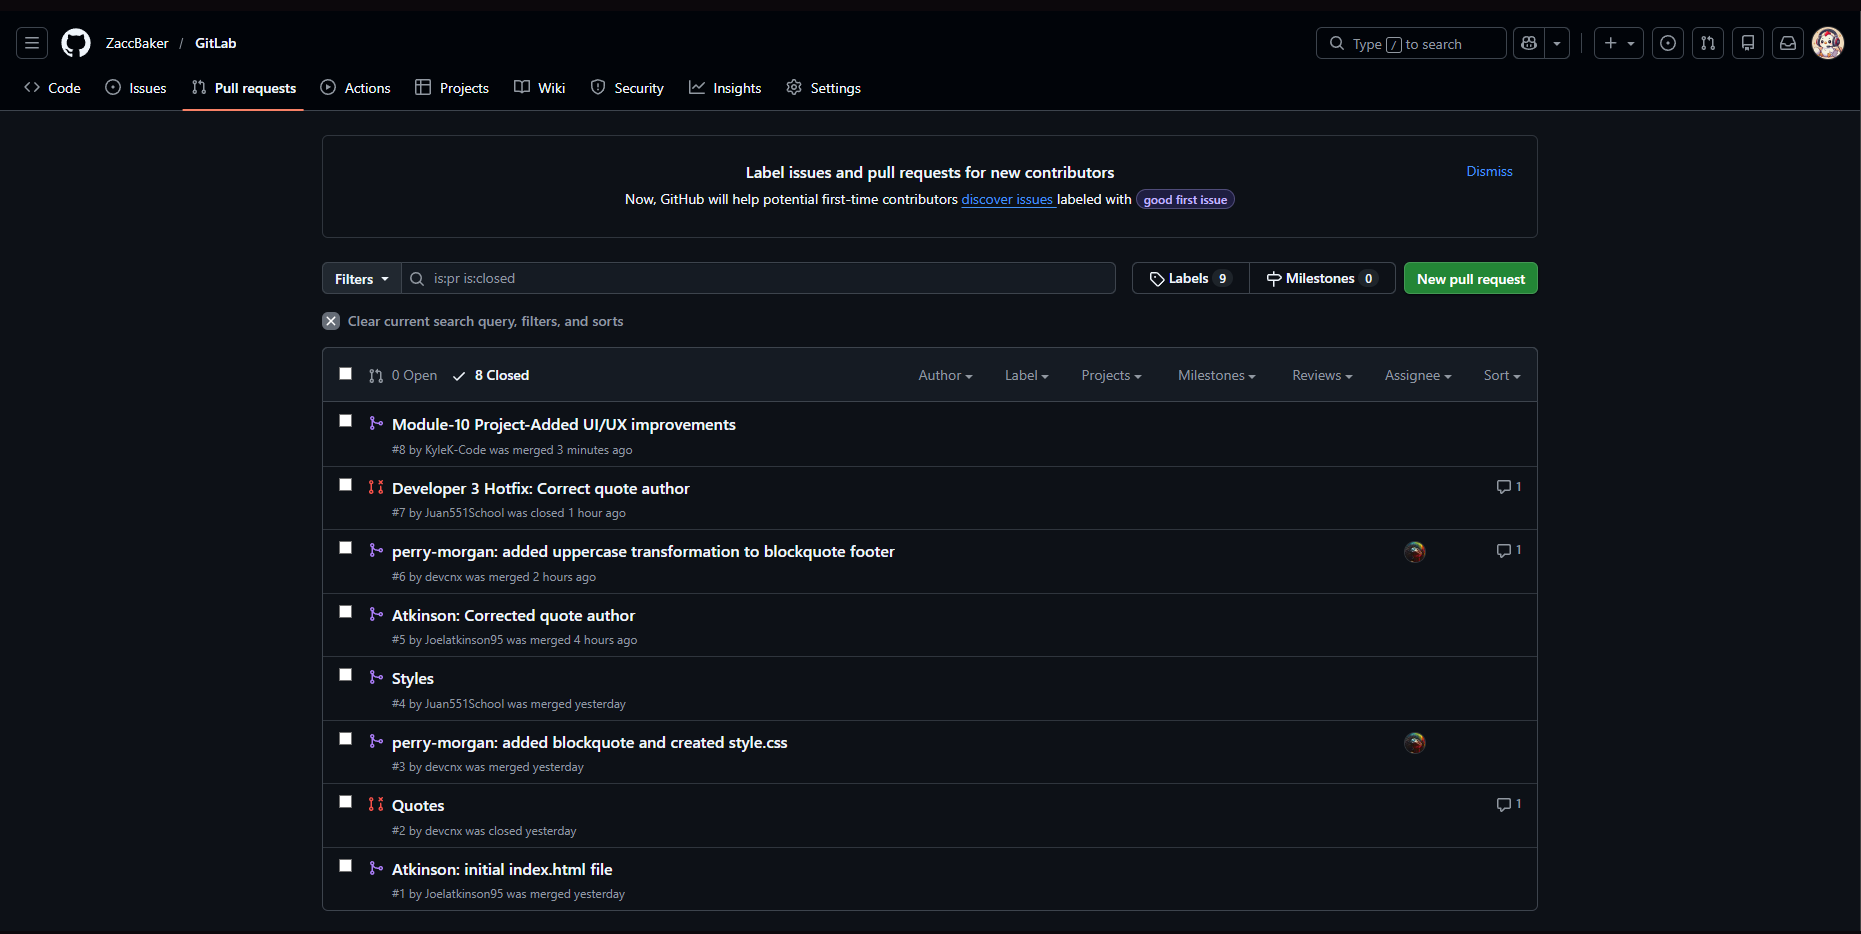 ZaccBaker / GitLab
Type / to search
Code Issues Pull requests Actions Projects Wiki Security Insights Settings
Label issues and pull requests for new contributors
Dismiss
Now, GitHub will help potential first-time contributors discover issues labeled with good first issue
Filters is:pr is:closed Labels 9 Milestones 0 New pull request
Clear current search query, filters, and sorts
0 Open 8 Closed Author Label Projects Milestones Reviews Assignee Sort
Module-10 Project-Added UI/UX improvements
#8 by KyleK-Code was merged 3 minutes ago
Developer 3 Hotfix: Correct quote author 1
#7 by Juan551School was closed 1 hour ago
perry-morgan: added uppercase transformation to blockquote footer 1
#6 by devcnx was merged 2 hours ago
Atkinson: Corrected quote author
#5 by Joelatkinson95 was merged 4 hours ago
Styles
#4 by Juan551School was merged yesterday
perry-morgan: added blockquote and created style.css
#3 by devcnx was merged yesterday
Quotes 1
#2 by devcnx was closed yesterday
Atkinson: initial index.html file
#1 by Joelatkinson95 was merged yesterday